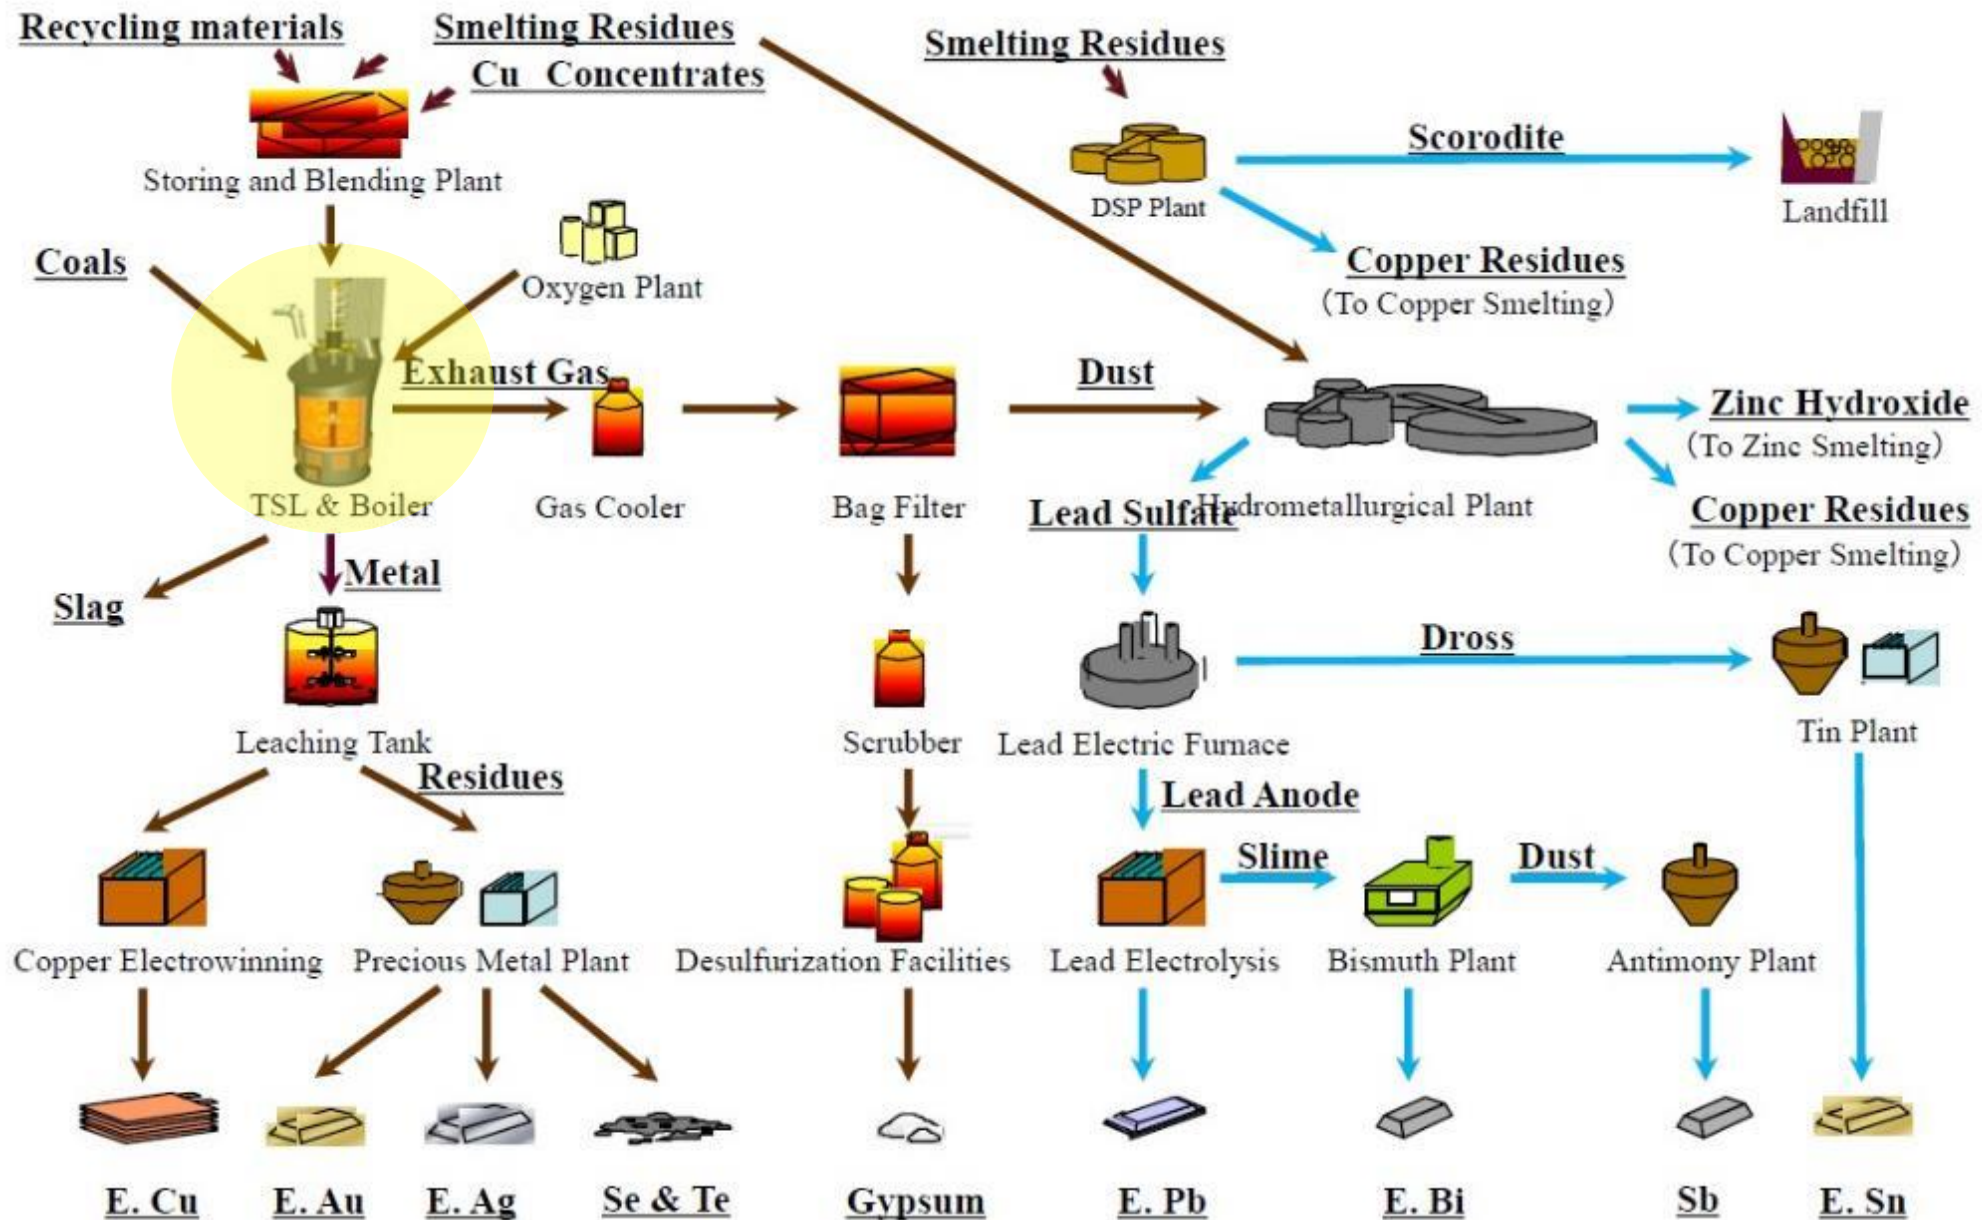 Recycling materials
Smelting Residues
Cu Concentrates
Smelting Residues
Scorodite
Storing and Blending Plant
DSP Plant
Landfill
Coals
Oxygen Plant
Copper Residues
(To Copper Smelting)
Exhaust Gas
Dust
Zinc Hydroxide
(To Zinc Smelting)
TSL & Boiler
Gas Cooler
Bag Filter
Lead Sulfate
Hydrometallurgical Plant
Copper Residues
(To Copper Smelting)
Metal
Slag
Dross
Leaching Tank
Scrubber
Lead Electric Furnace
Tin Plant
Residues
Lead Anode
Slime
Dust
Copper Electrowinning
Precious Metal Plant
Desulfurization Facilities
Lead Electrolysis
Bismuth Plant
Antimony Plant
E. Cu
E. Au
E. Ag
Se & Te
Gypsum
E. Pb
E. Bi
Sb
E. Sn